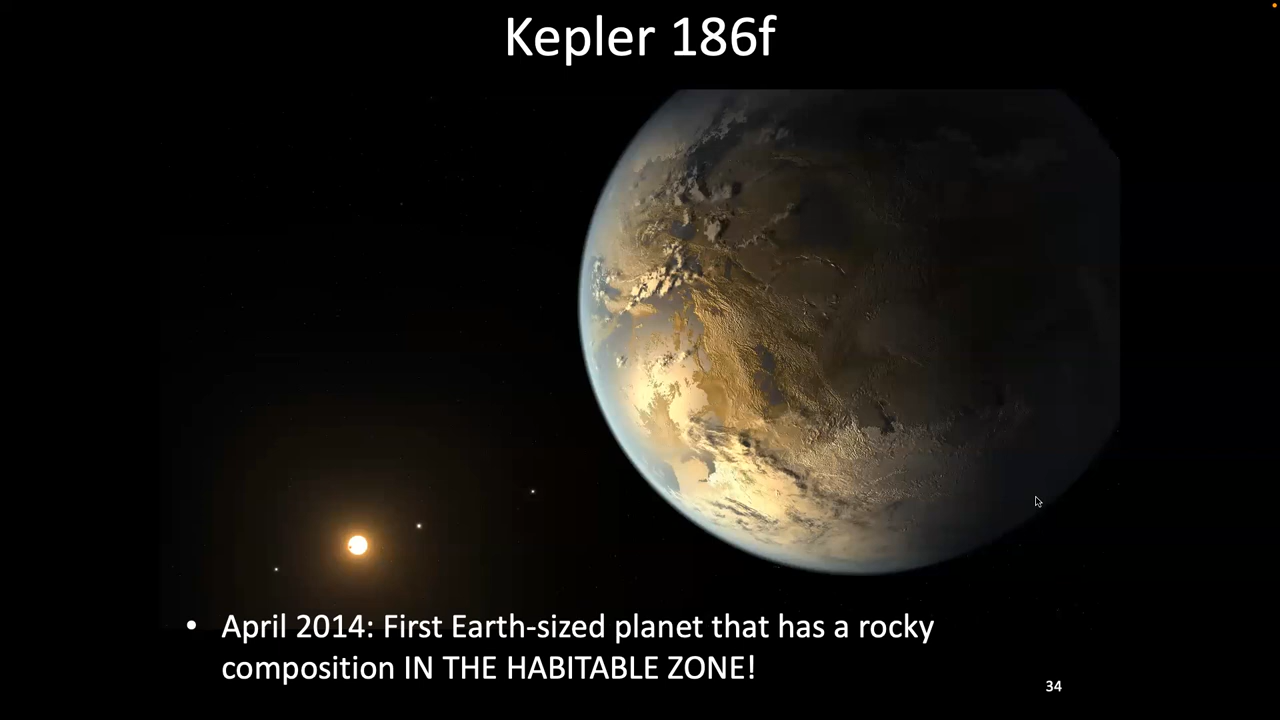 Kepler 186f
• April 2014: First Earth-sized planet that has a rocky
composition IN THE HABITABLE ZONE!
34